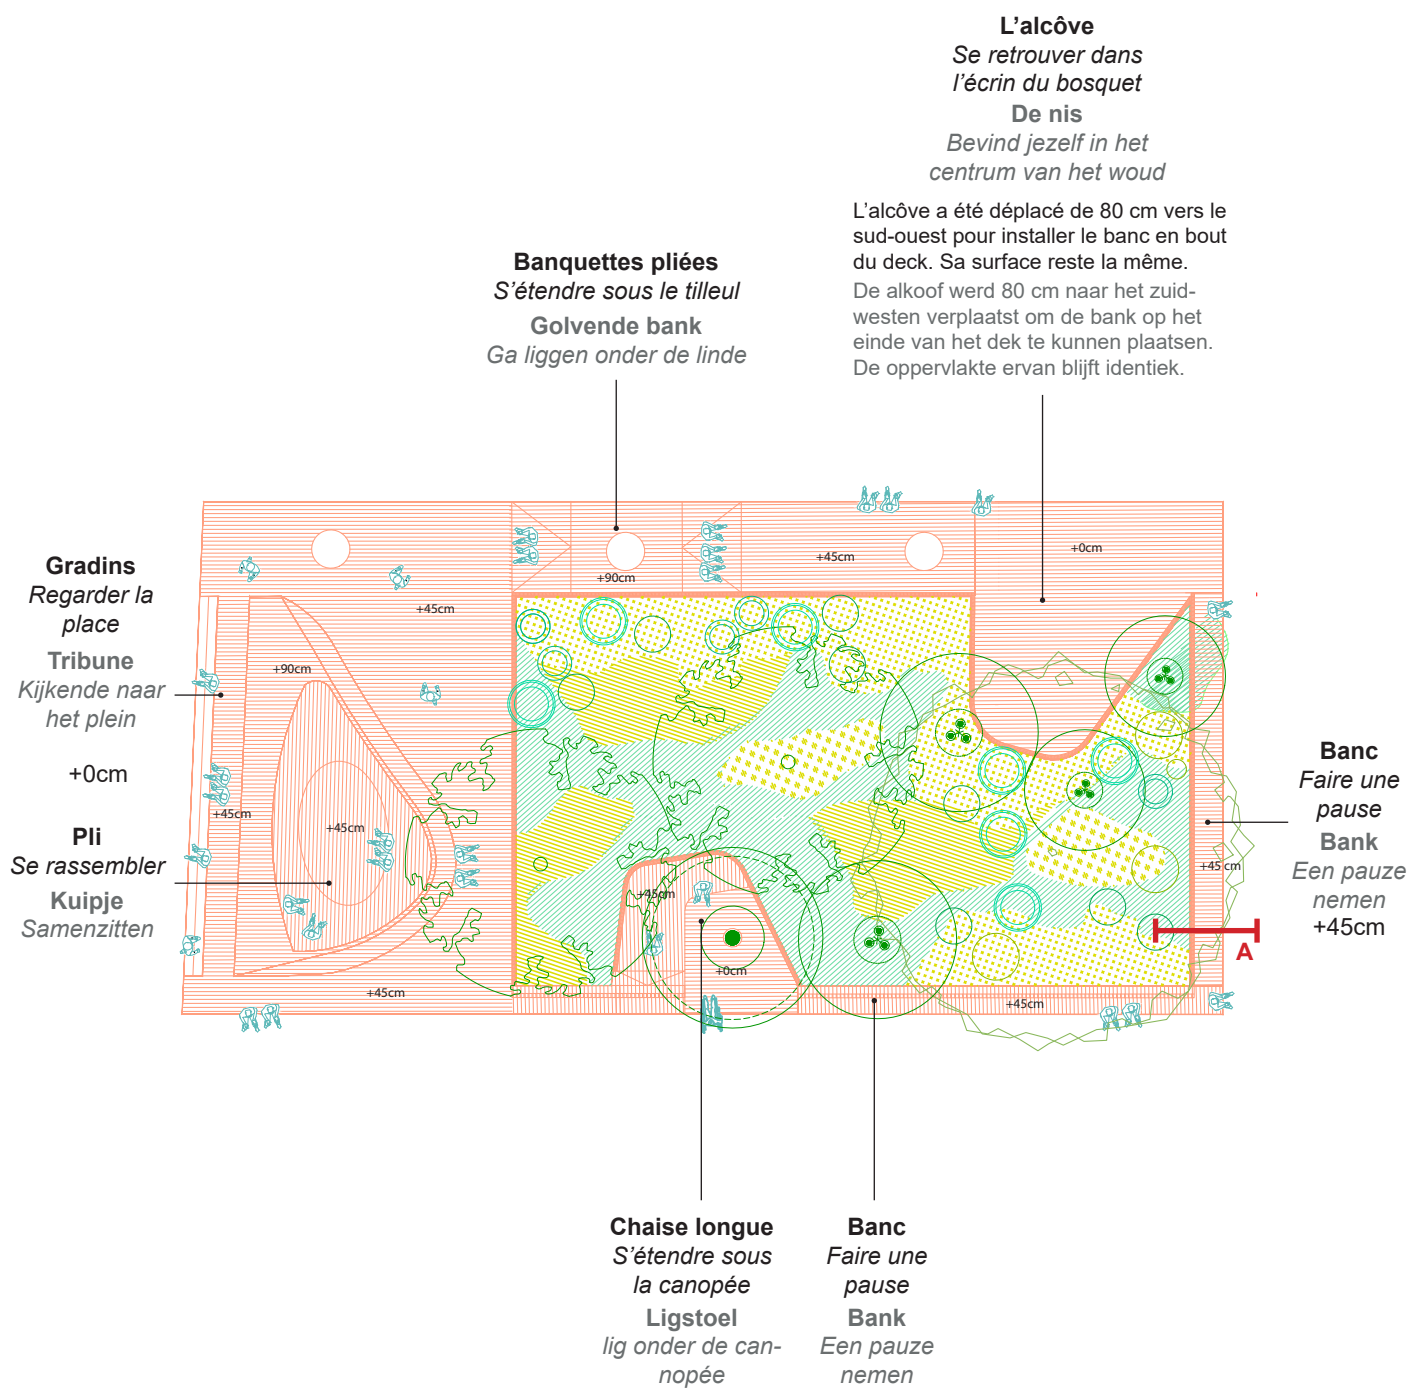 L'alcôve
Se retrouver dans
l'écrin du bosquet
De nis
Bevind jezelf in het
centrum van het woud
L'alcôve a été déplacé de 80 cm vers le
sud-ouest pour installer le banc en bout
du deck. Sa surface reste la même.
De alkoof werd 80 cm naar het zuid-
westen verplaatst om de bank op het
einde van het dek te kunnen plaatsen.
De oppervlakte ervan blijft identiek.
Banquettes pliées
S'étendre sous le tilleul
Golvende bank
Ga liggen onder de linde
Gradins
Regarder la
place
Tribune
Kijkende naar
het plein
+0cm
Pli
Se rassembler
Kuipje
Samenzitten
+0cm
+45cm
+90cm
+45cm
+90cm
+45cm
+45cm
+45cm
+45cm
+0cm
+45cm
+45 cm
A
Banc
Faire une
pause
Bank
Een pauze
nemen
+45cm
Chaise longue
S'étendre sous
la canopée
Ligstoel
lig onder de can-
nopée
Banc
Faire une
pause
Bank
Een pauze
nemen